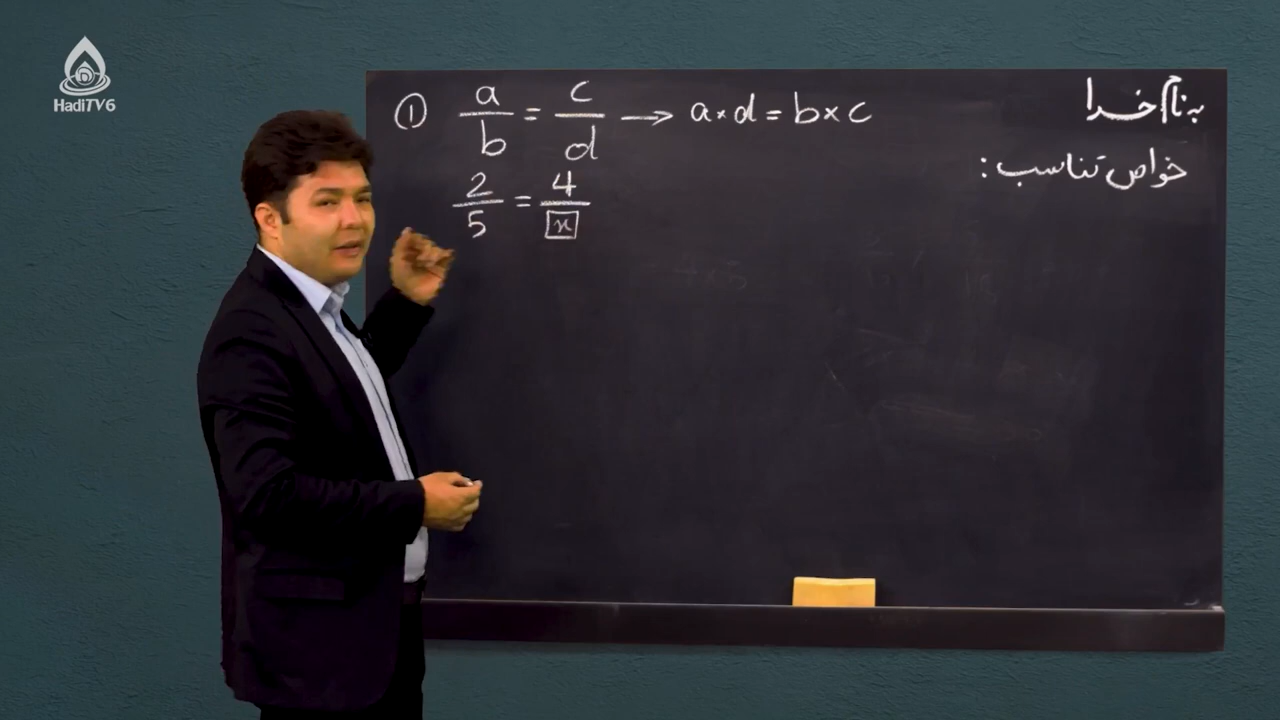 HadiTV6
بنام خدا
خواص تناسب :
① a/b = c/d → a×d = b×c
2/5 = 4/x